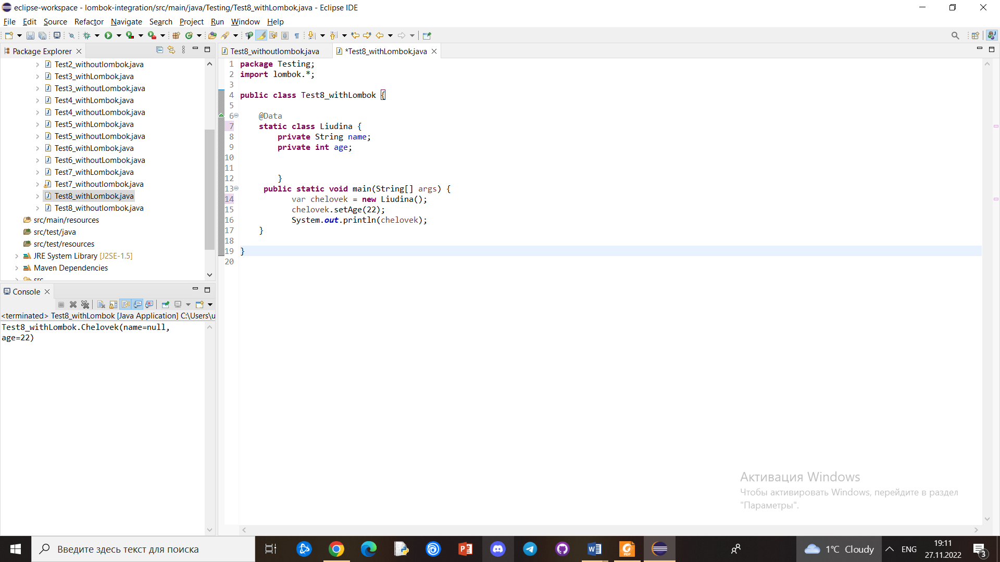 eclipse-workspace - lombok-integration/src/main/java/Testing/Test8_withLombok.java - Eclipse IDE
File Edit Source Refactor Navigate Search Project Run Window Help
Package Explorer
Test2_withoutlombok.java
Test3_withLombok.java
Test3_withoutLombok.java
Test4_withLombok.java
Test4_withoutLombok.java
Test5_withLombok.java
Test5_withoutLombok.java
Test6_withLombok.java
Test6_withoutLombok.java
Test7_withLombok.java
Test7_withoutlombok.java
Test8_withLombok.java
Test8_withoutlombok.java
src/main/resources
src/test/java
src/test/resources
JRE System Library [J2SE-1.5]
Maven Dependencies
src
Test8_withoutlombok.java *Test8_withLombok.java
1 package Testing;
2 import lombok.*;
3
4 public class Test8_withLombok {
5
6 @Data
7 static class Liudina {
8 private String name;
9 private int age;
10
11
12 }
13 public static void main(String[] args) {
14 var chelovek = new Liudina();
15 chelovek.setAge(22);
16 System.out.println(chelovek);
17 }
18
19 }
20
Console
<terminated> Test8_withLombok [Java Application] C:\Users\u
Test8_withLombok.Chelovek(name=null,
age=22)
Активация Windows
Чтобы активировать Windows, перейдите в раздел
"Параметры".
Введите здесь текст для поиска
1°C Cloudy
ENG
19:11
27.11.2022
3